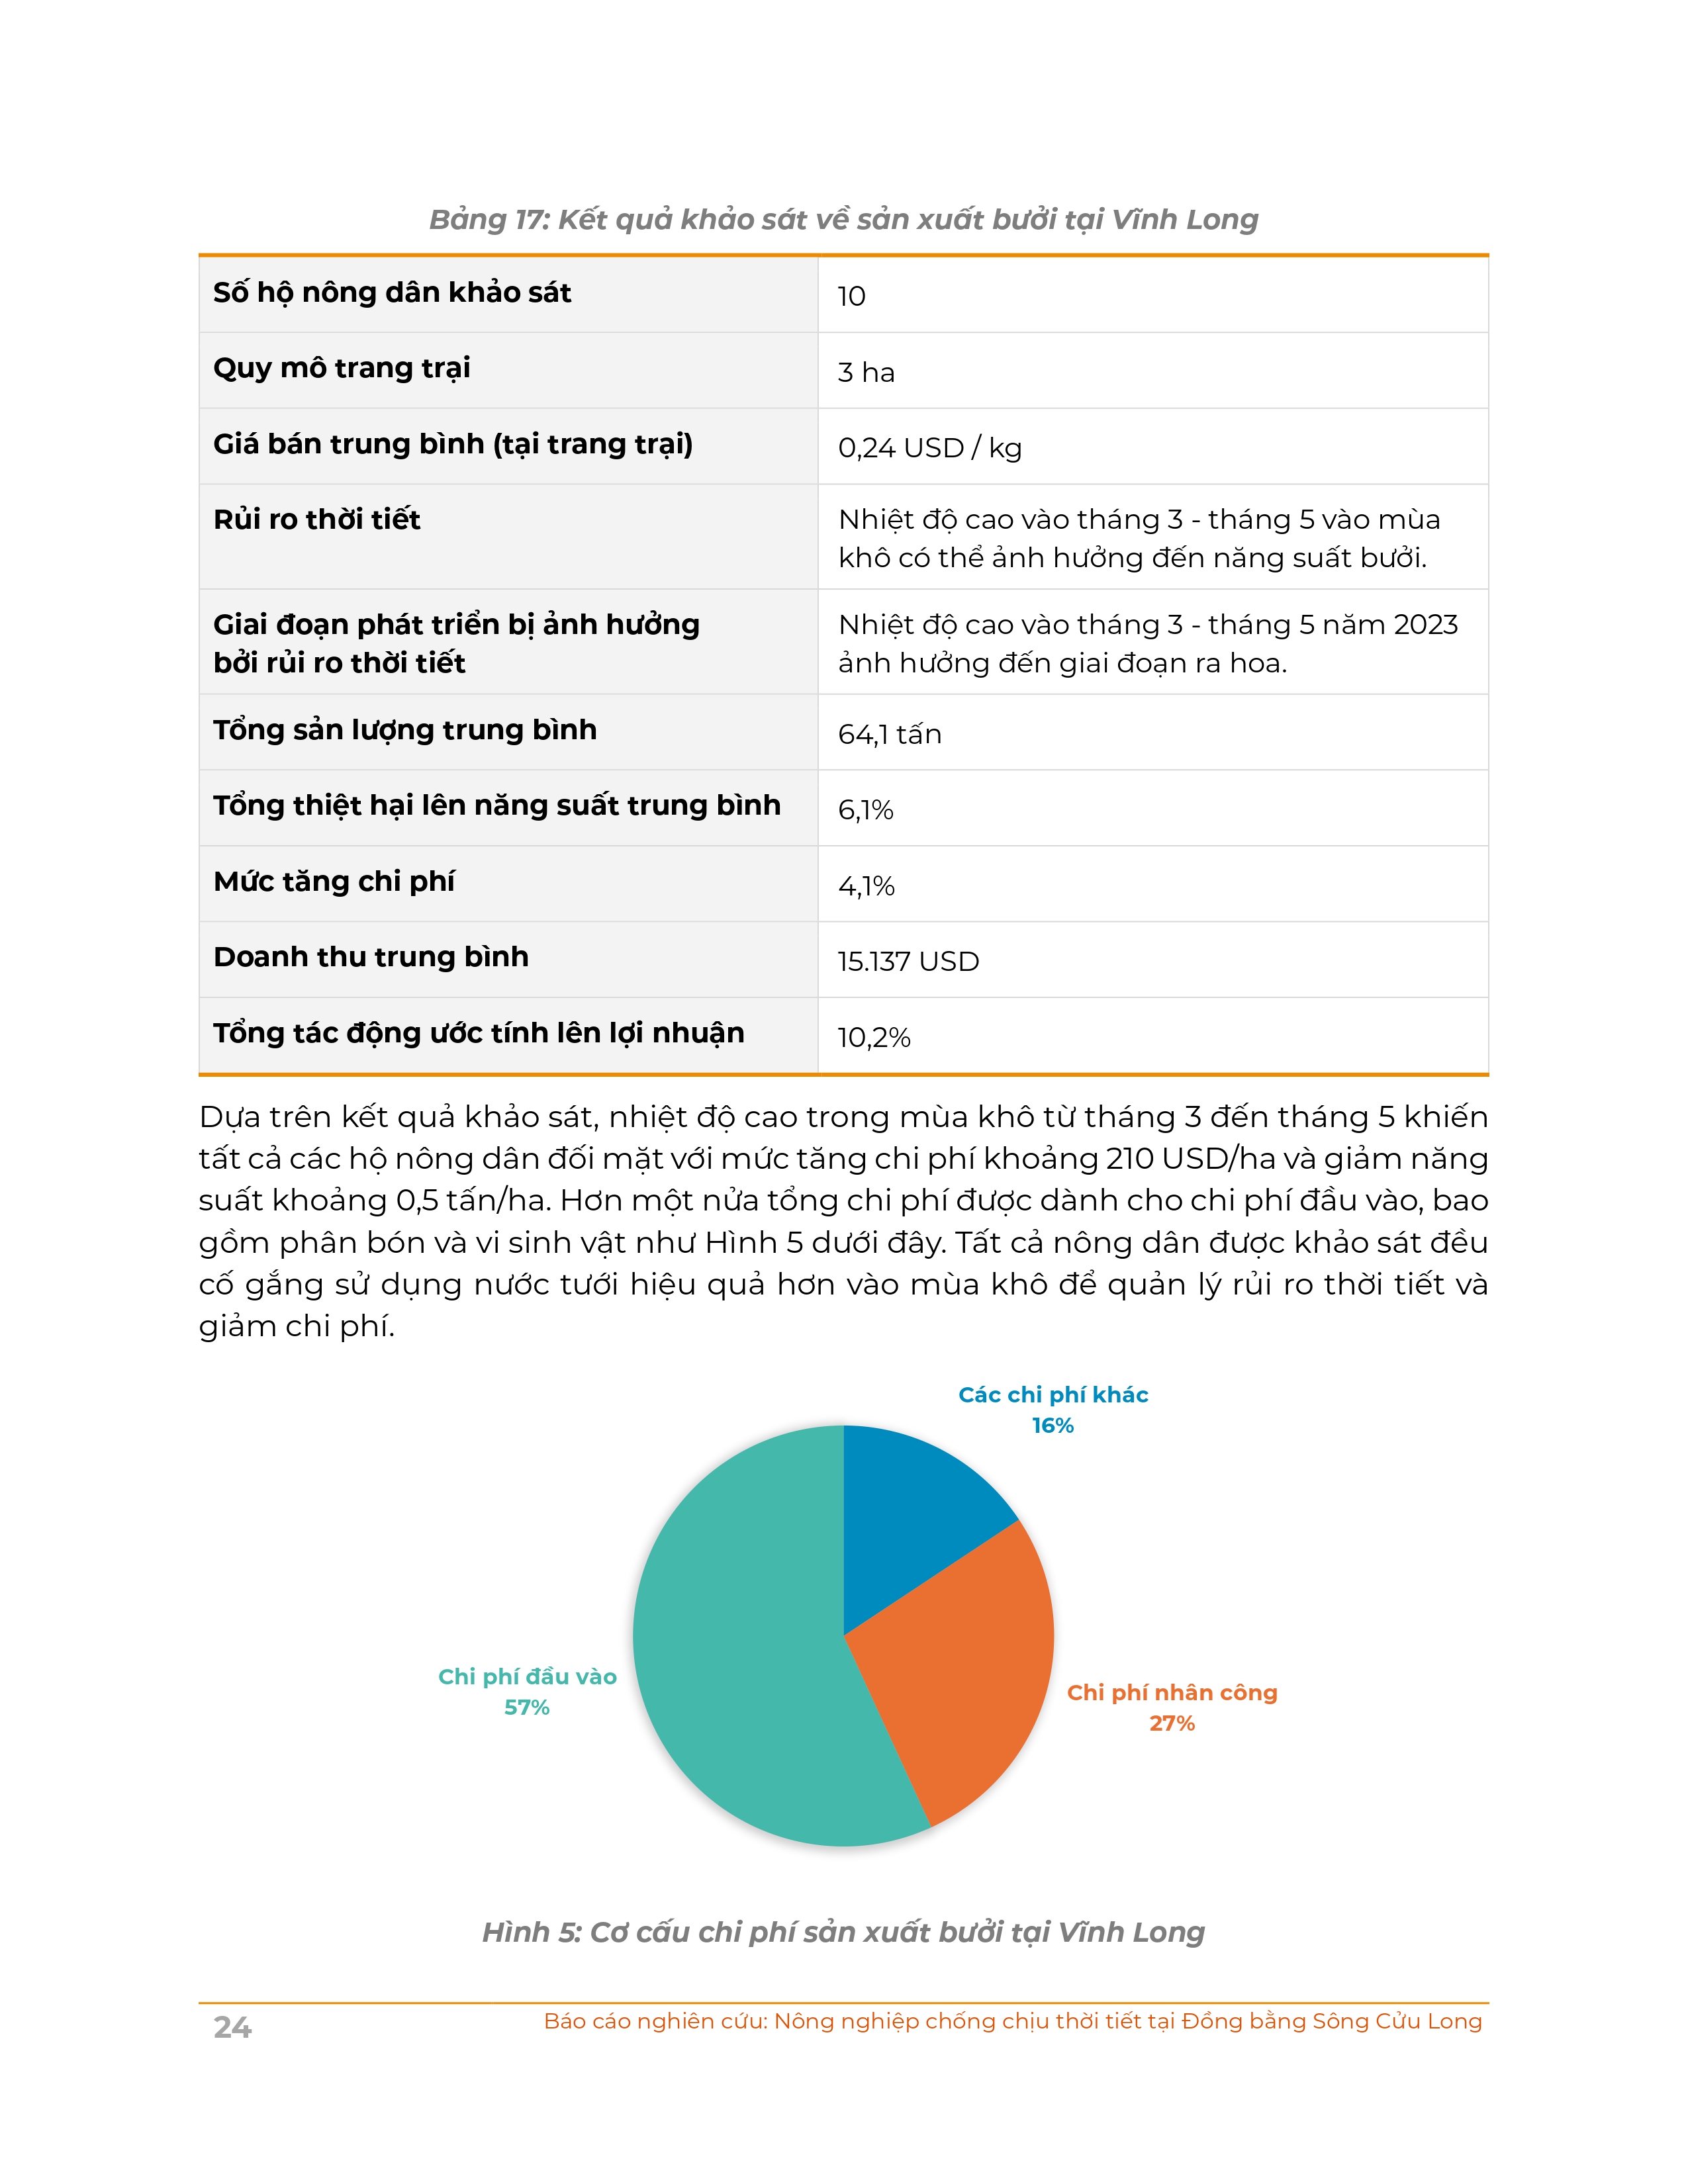 Bảng 17: Kết quả khảo sát về sản xuất bưởi tại Vĩnh Long
Số hộ nông dân khảo sát
10
Quy mô trang trại
3 ha
Giá bán trung bình (tại trang trại)
0,24 USD / kg
Rủi ro thời tiết
Nhiệt độ cao vào tháng 3 - tháng 5 vào mùa
khô có thể ảnh hưởng đến năng suất bưởi.
Giai đoạn phát triển bị ảnh hưởng
bởi rủi ro thời tiết
Nhiệt độ cao vào tháng 3 - tháng 5 năm 2023
ảnh hưởng đến giai đoạn ra hoa.
Tổng sản lượng trung bình
64,1 tấn
Tổng thiệt hại lên năng suất trung bình
6,1%
Mức tăng chi phí
4,1%
Doanh thu trung bình
15.137 USD
Tổng tác động ước tính lên lợi nhuận
10,2%
Dựa trên kết quả khảo sát, nhiệt độ cao trong mùa khô từ tháng 3 đến tháng 5 khiến
tất cả các hộ nông dân đối mặt với mức tăng chi phí khoảng 210 USD/ha và giảm năng
suất khoảng 0,5 tấn/ha. Hơn một nửa tổng chi phí được dành cho chi phí đầu vào, bao
gồm phân bón và vi sinh vật như Hình 5 dưới đây. Tất cả nông dân được khảo sát đều
cố gắng sử dụng nước tưới hiệu quả hơn vào mùa khô để quản lý rủi ro thời tiết và
giảm chi phí.
Các chi phí khác
16%
Chi phí đầu vào
57%
Chi phí nhân công
27%
Hình 5: Cơ cấu chi phí sản xuất bưởi tại Vĩnh Long
24
Báo cáo nghiên cứu: Nông nghiệp chống chịu thời tiết tại Đồng bằng Sông Cửu Long